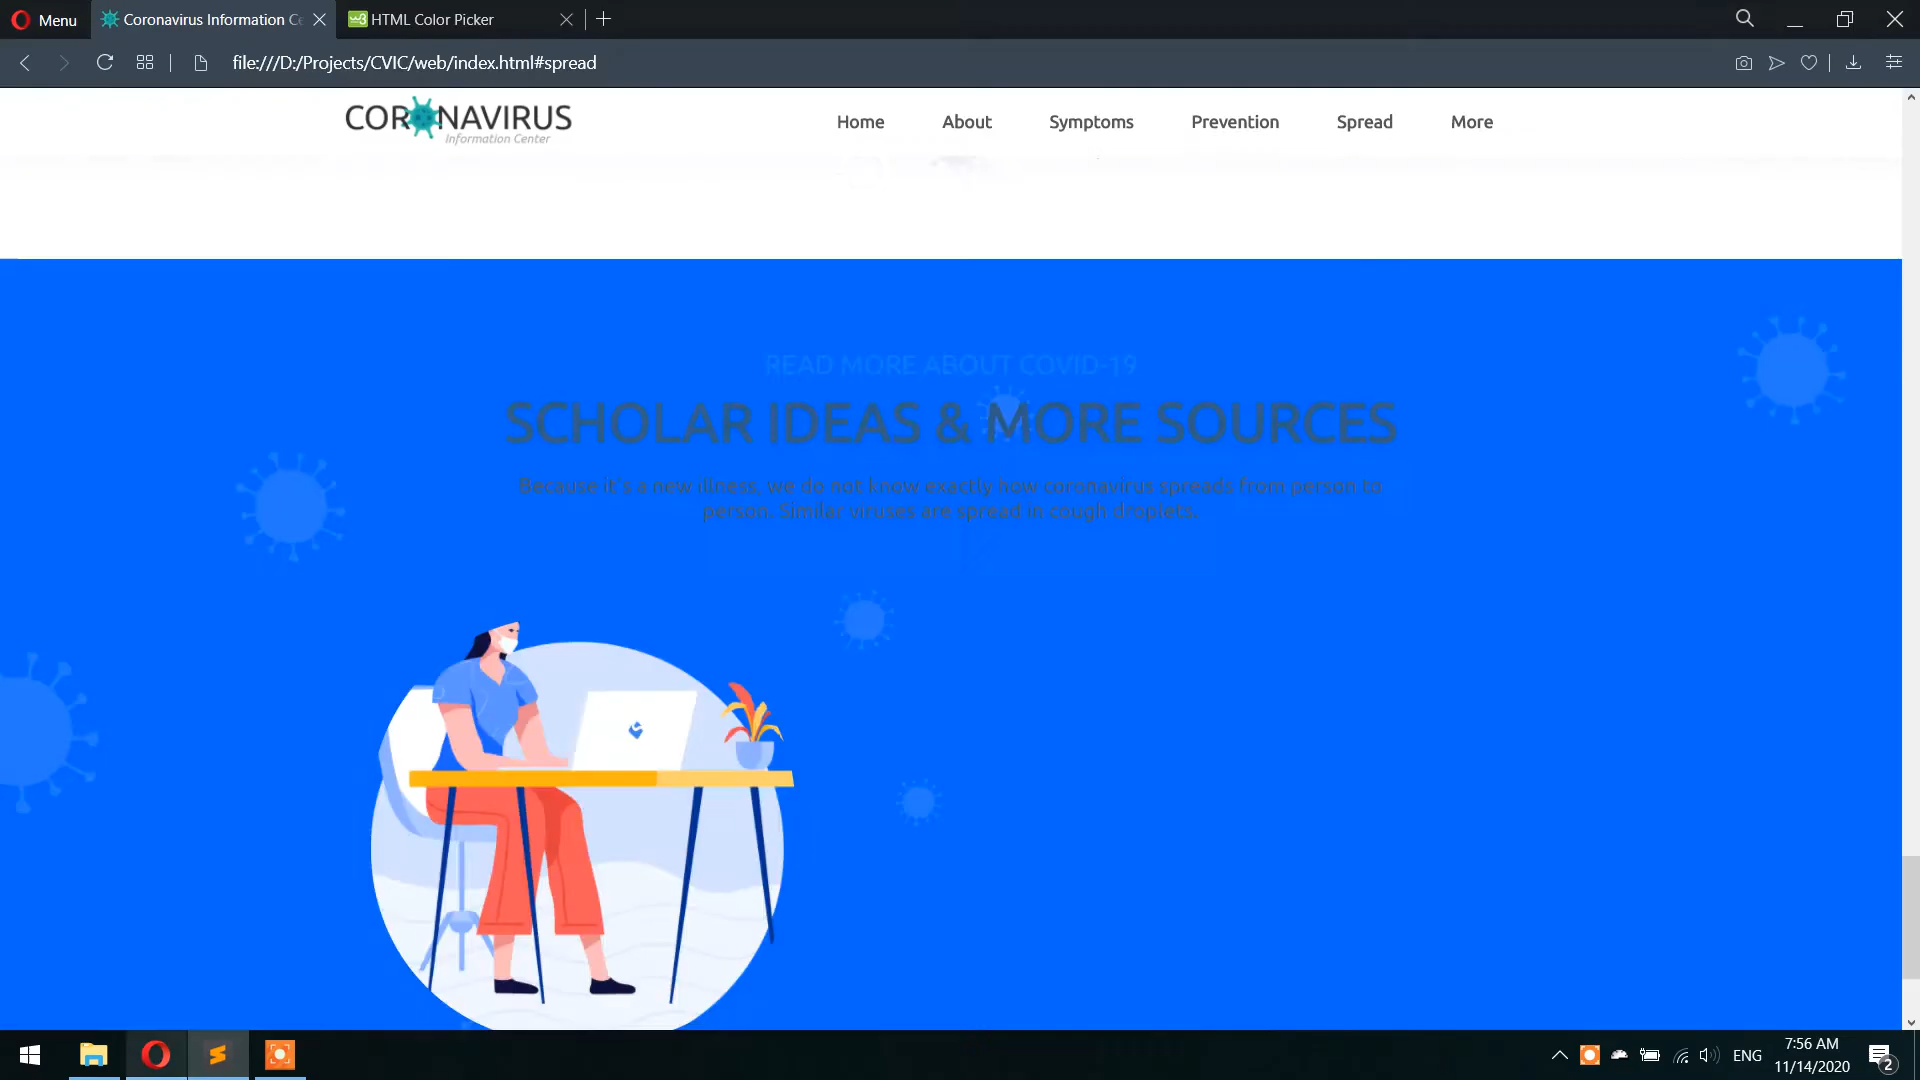 Menu
Coronavirus Information Ce
HTML Color Picker
file:///D:/Projects/CVIC/web/index.html#spread
CORONAVIRUS
Information Center
Home
About
Symptoms
Prevention
Spread
More
READ MORE ABOUT COVID-19
SCHOLAR IDEAS & MORE SOURCES
Because it's a new illness, we do not know exactly how coronavirus spreads from person to
person. Similar viruses are spread in cough droplets.
ENG
7:56 AM
11/14/2020
2